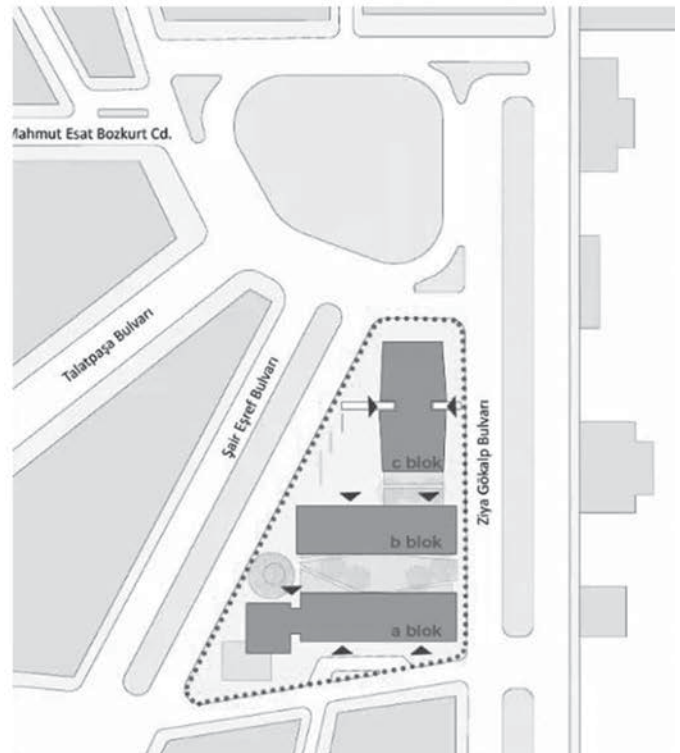 Mahmut Esat Bozkurt Cd.
Talatpaşa Bulvarı
Şair Eşref Bulvarı
Ziya Gökalp Bulvarı
c blok
b blok
a blok